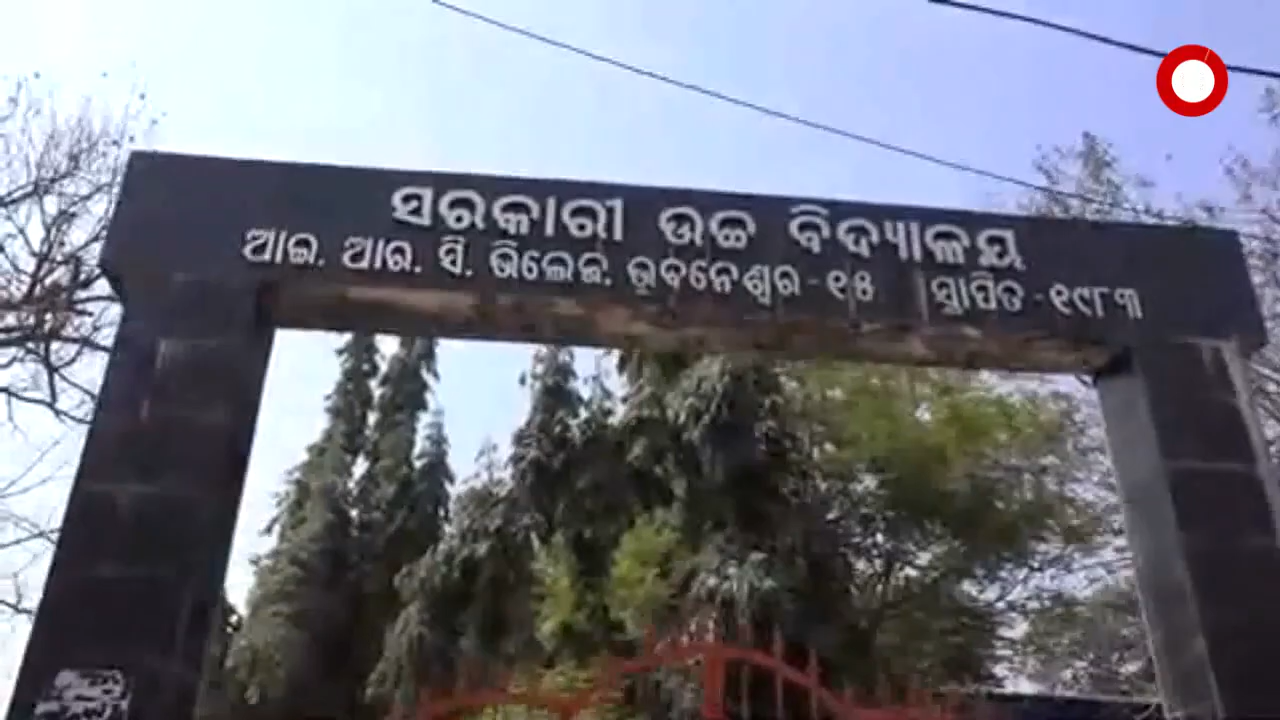 ସରକାରୀ ଉଚ୍ଚ ବିଦ୍ୟାଳୟ
ଆଇ. ଆର. ସି. ଭିଲେଜ. ଭୁବନେଶ୍ୱର - ୧୫ ସ୍ଥାପିତ - ୧୯୮୩